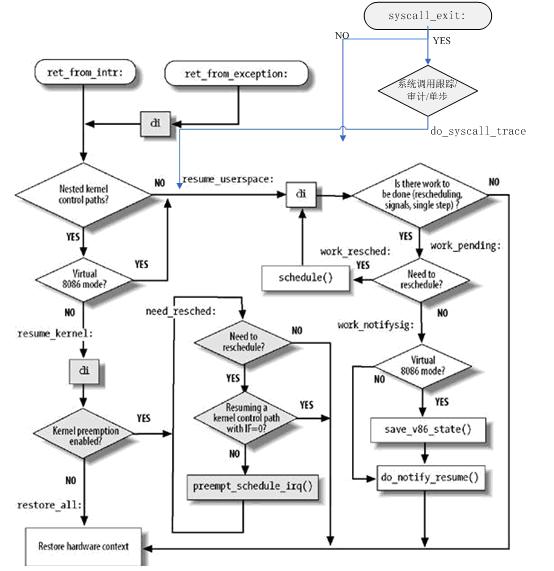 syscall_exit:
NO
YES
ret_from_intr:
ret_from_exception:
系统调用跟踪/
审计/单步
di
do_syscall_trace
Nested kernel
control paths?
NO
resume_userspace:
di
Is there work to
be done (rescheduling,
signals, single step) ?
NO
YES
YES
work_pending:
work_resched:
Virtual
8086 mode?
YES
schedule()
YES
Need to
reschedule?
NO
need_resched:
NO
resume_kernel:
work_notifysig:
di
Need to
reschedule?
NO
Virtual
8086 mode?
NO
YES
YES
Kernel preemption
enabled?
YES
Resuming a
kernel control path
with IF=0?
YES
save_v86_state()
NO
NO
preempt_schedule_irq()
do_notify_resume()
restore_all:
Restore hardware context